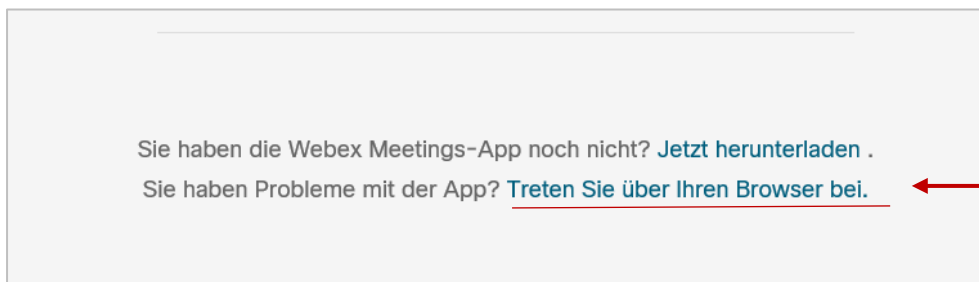 Sie haben die Webex Meetings-App noch nicht? Jetzt herunterladen .
Sie haben Probleme mit der App? Treten Sie über Ihren Browser bei.